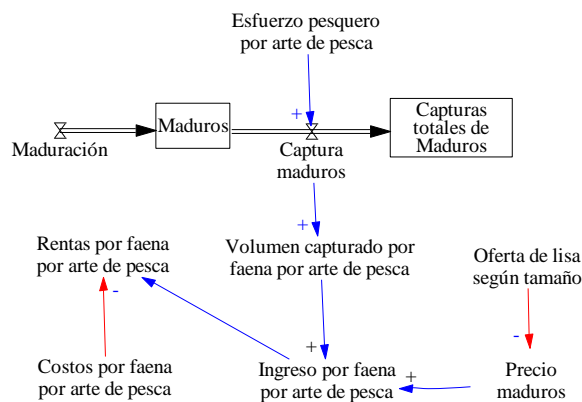 Esfuerzo pesquero
por arte de pesca
+
Maduros
Capturas
totales de
Maduros
Maduración
Captura
maduros
+
Rentas por faena
por arte de pesca
Volumen capturado por
faena por arte de pesca
Oferta de lisa
según tamaño
-
-
+
+
Costos por faena
por arte de pesca
Ingreso por faena
por arte de pesca
Precio
maduros